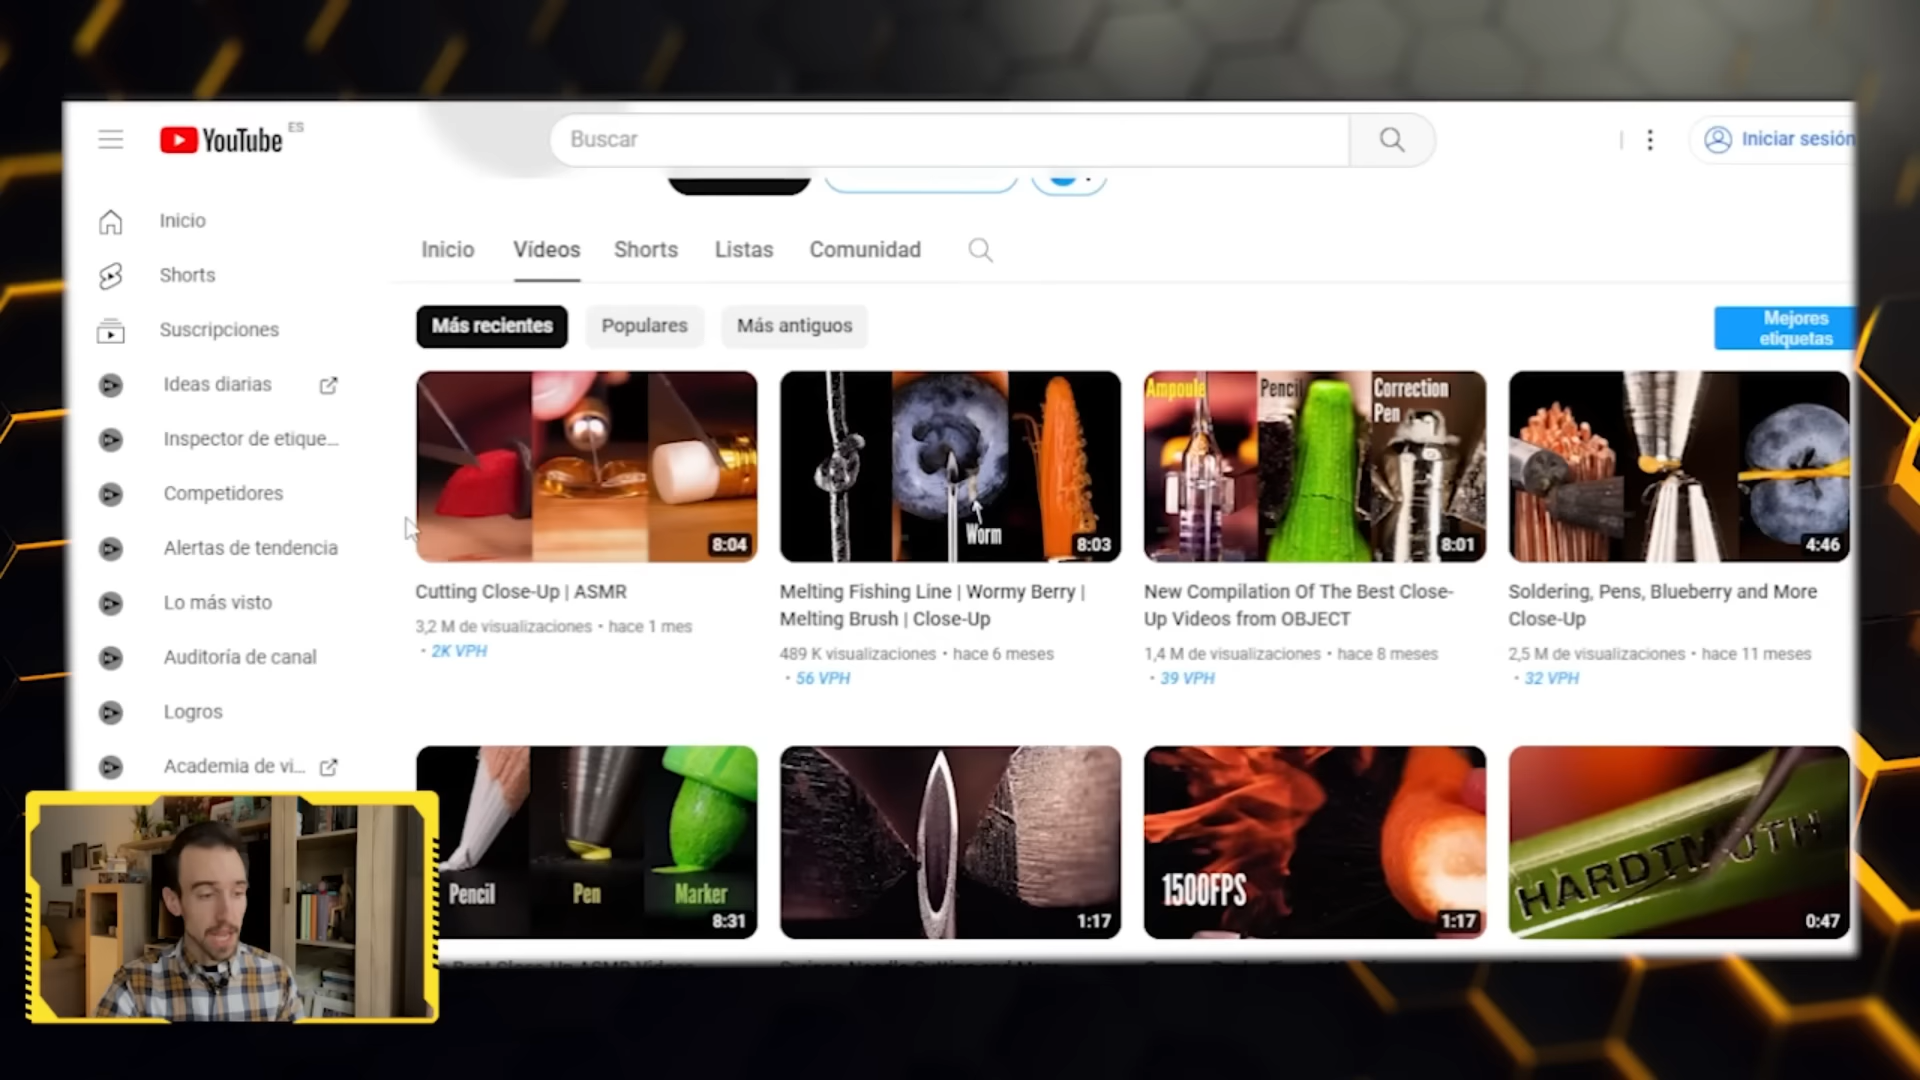 YouTube ES
Buscar
Iniciar sesión
Inicio
Shorts
Suscripciones
Ideas diarias
Inspector de etique...
Competidores
Alertas de tendencia
Lo más visto
Auditoría de canal
Logros
Academia de vi...
Inicio Vídeos Shorts Listas Comunidad
Más recientes Populares Más antiguos
Mejores
etiquetas
8:04
Cutting Close-Up | ASMR
3,2 M de visualizaciones • hace 1 mes
• 2K VPH
Worm
8:03
Melting Fishing Line | Wormy Berry |
Melting Brush | Close-Up
489 K visualizaciones • hace 6 meses
• 56 VPH
Ampoule
Pencil
Correction
Pen
8:01
New Compilation Of The Best Close-
Up Videos from OBJECT
1,4 M de visualizaciones • hace 8 meses
• 39 VPH
4:46
Soldering, Pens, Blueberry and More
Close-Up
2,5 M de visualizaciones • hace 11 meses
• 32 VPH
Pencil
Pen
Marker
8:31
1:17
1500FPS
1:17
HARDTMUTH
0:47